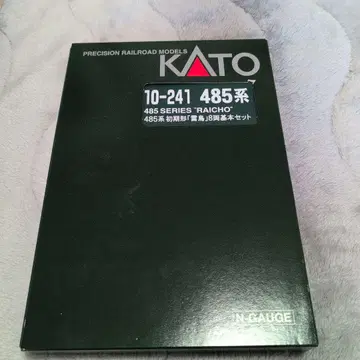 PRECISION RAILROAD MODELS
KATO
10-241 485系
485 SERIES "RAICHO"
485系 初期形「雷鳥」8両基本セット
N-GAUGE